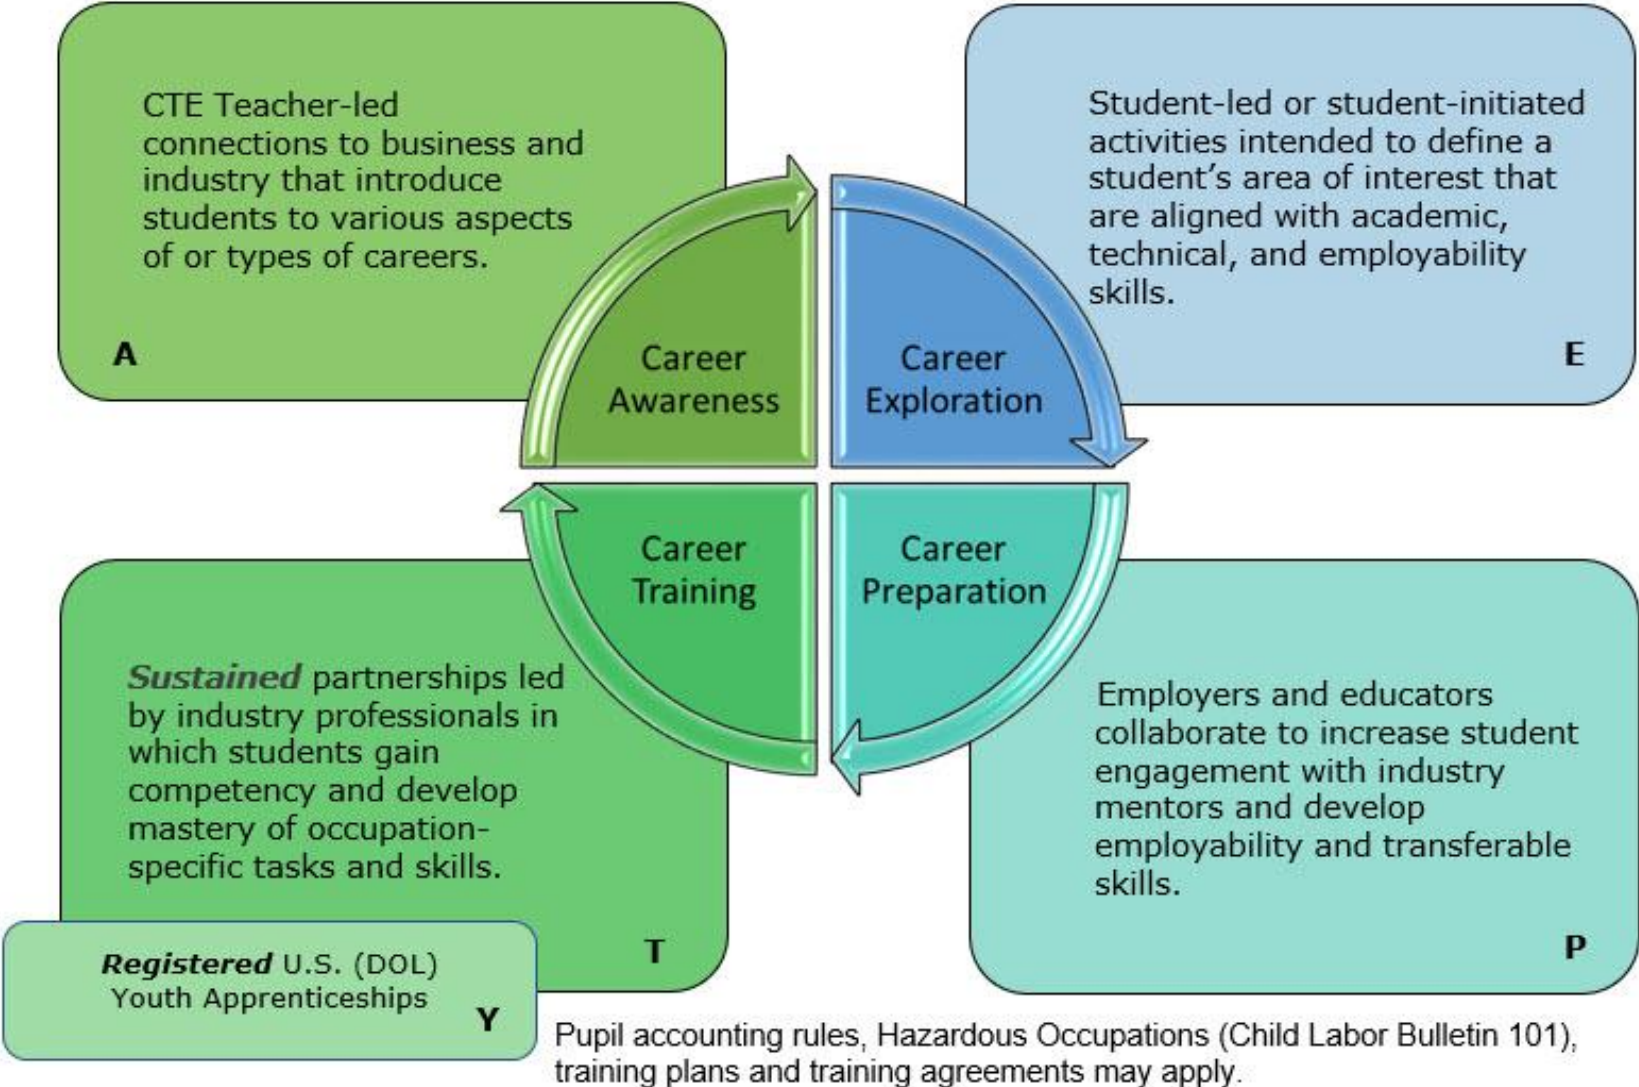 CTE Teacher-led
connections to business and
industry that introduce
students to various aspects
of or types of careers.
A
Student-led or student-initiated
activities intended to define a
student’s area of interest that
are aligned with academic,
technical, and employability
skills.
E
Career
Awareness
Career
Exploration
Career
Training
Career
Preparation
Sustained partnerships led
by industry professionals in
which students gain
competency and develop
mastery of occupation-
specific tasks and skills.
T
Employers and educators
collaborate to increase student
engagement with industry
mentors and develop
employability and transferable
skills.
P
Registered U.S. (DOL)
Youth Apprenticeships
Y
Pupil accounting rules, Hazardous Occupations (Child Labor Bulletin 101),
training plans and training agreements may apply.